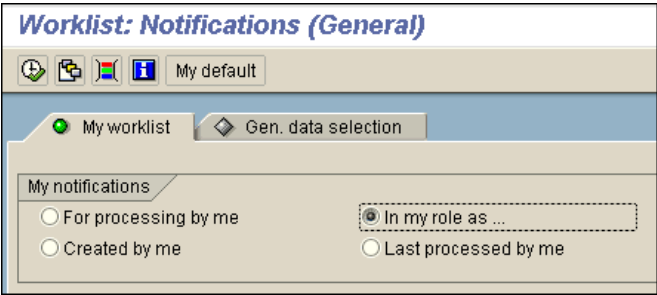 Worklist: Notifications (General)
My default
My worklist Gen. data selection
My notifications
For processing by me In my role as ...
Created by me Last processed by me